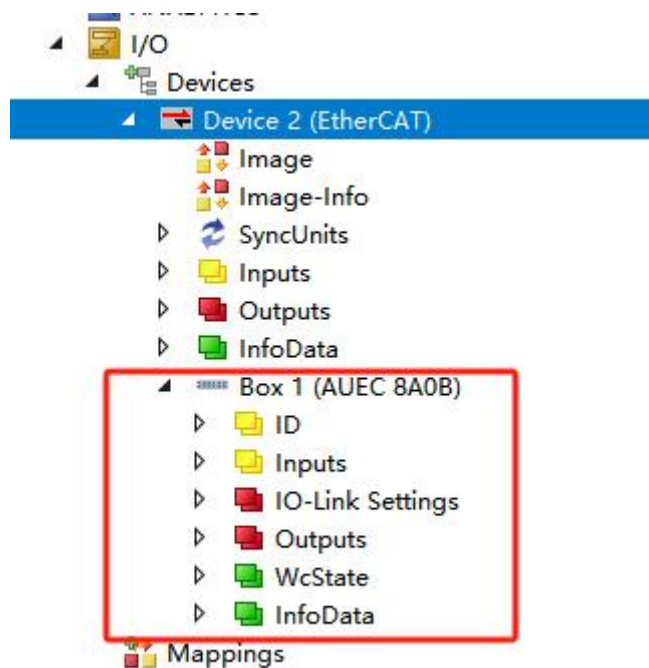 I/O
Devices
Device 2 (EtherCAT)
Image
Image-Info
SyncUnits
Inputs
Outputs
InfoData
Box 1 (AUEC 8A0B)
ID
Inputs
IO-Link Settings
Outputs
WcState
InfoData
Mappings